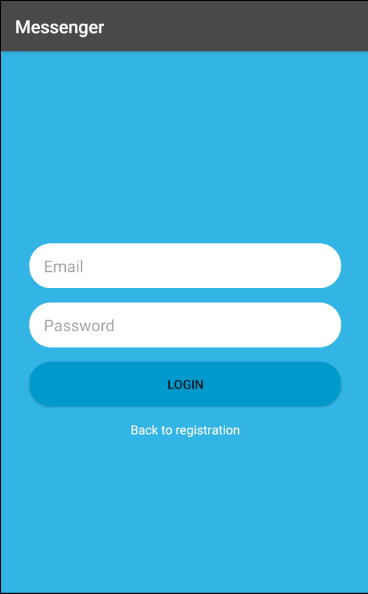 Messenger
Email
Password
LOGIN
Back to registration